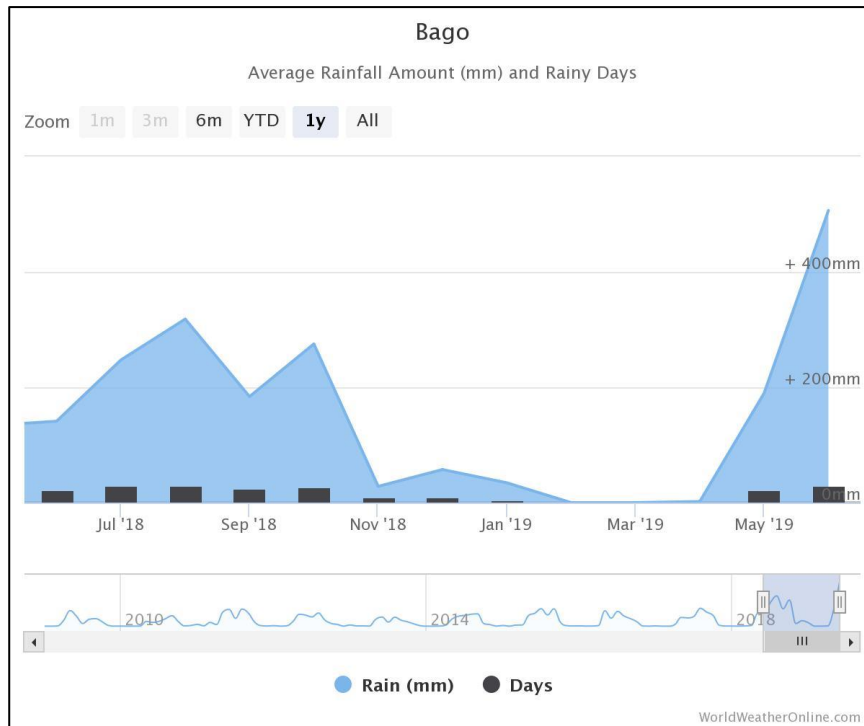 Bago
Average Rainfall Amount (mm) and Rainy Days
Zoom 1m 3m 6m YTD 1y All
+ 400mm
+ 200mm
0mm
Jul '18 Sep '18 Nov '18 Jan '19 Mar '19 May '19
2010 2014 2018
Rain (mm) Days
WorldWeatherOnline.com